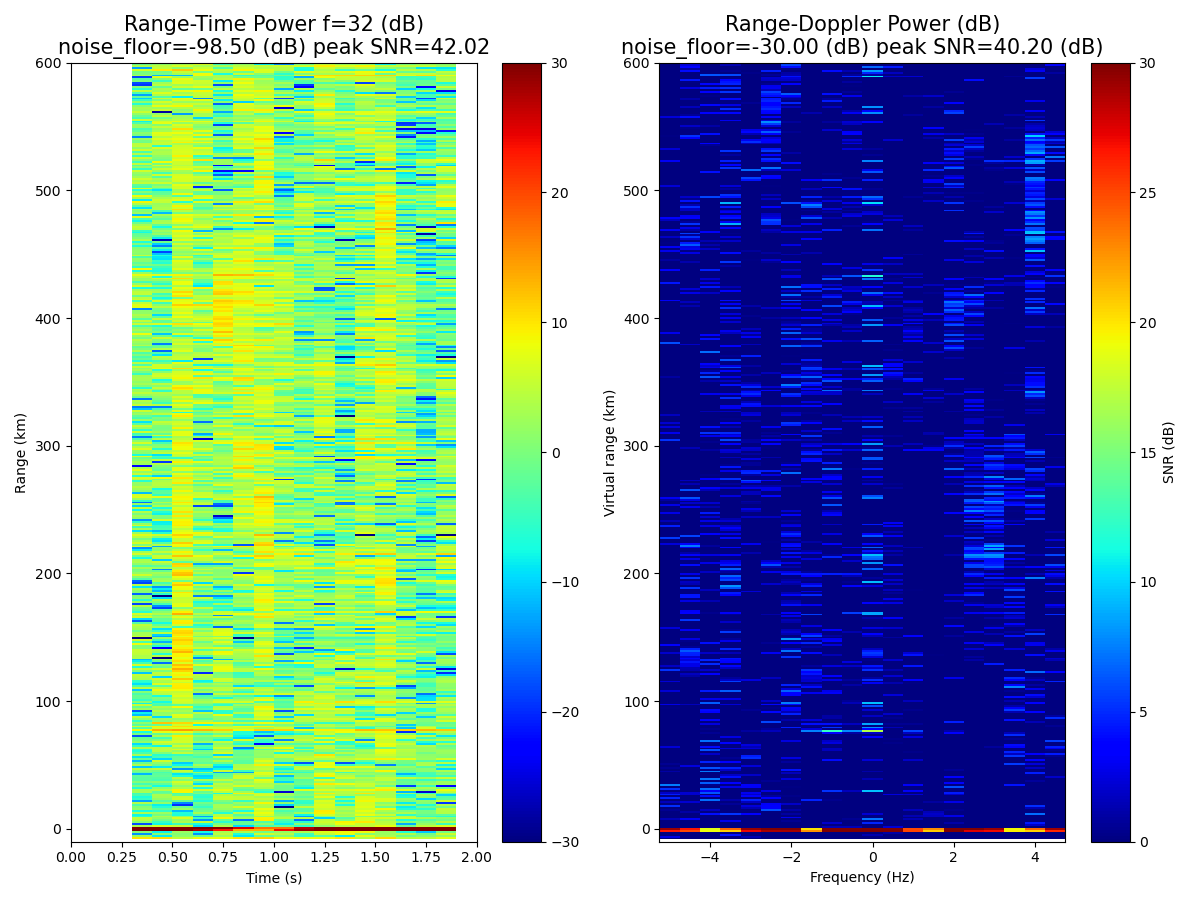 Range-Time Power f=32 (dB)
noise_floor=-98.50 (dB) peak SNR=42.02
600
500
400
300
200
100
0
Range (km)
0.00 0.25 0.50 0.75 1.00 1.25 1.50 1.75 2.00
Time (s)
30
20
10
0
−10
−20
−30
Range-Doppler Power (dB)
noise_floor=-30.00 (dB) peak SNR=40.20 (dB)
600
500
400
300
200
100
0
Virtual range (km)
−4 −2 0 2 4
Frequency (Hz)
30
25
20
15
10
5
0
SNR (dB)